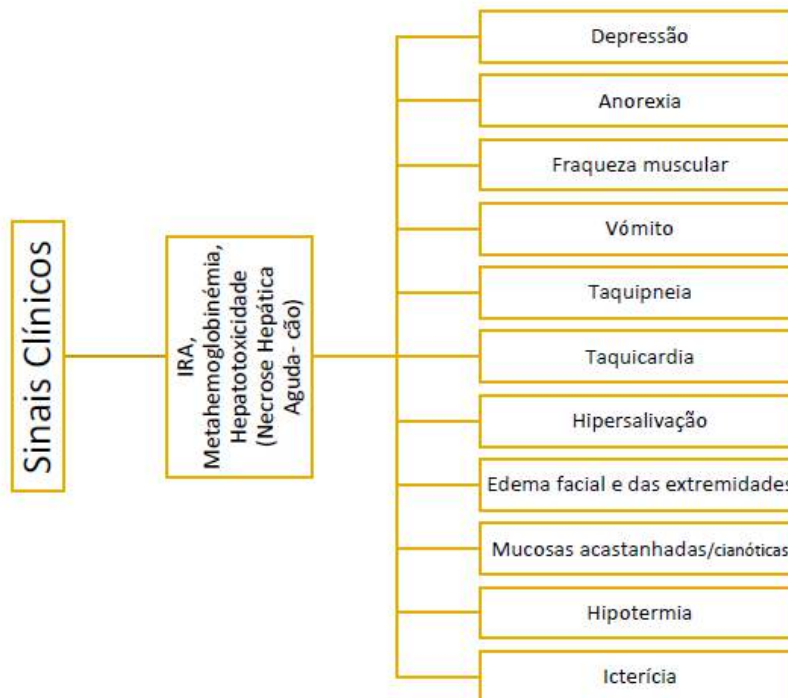 Sinais Clínicos
IRA,
Metahemoglobinémia,
Hepatotoxicidade
(Necrose Hepática
Aguda- cão)
Depressão
Anorexia
Fraqueza muscular
Vómito
Taquipneia
Taquicardia
Hipersalivação
Edema facial e das extremidades
Mucosas acastanhadas/cianóticas
Hipotermia
Icterícia